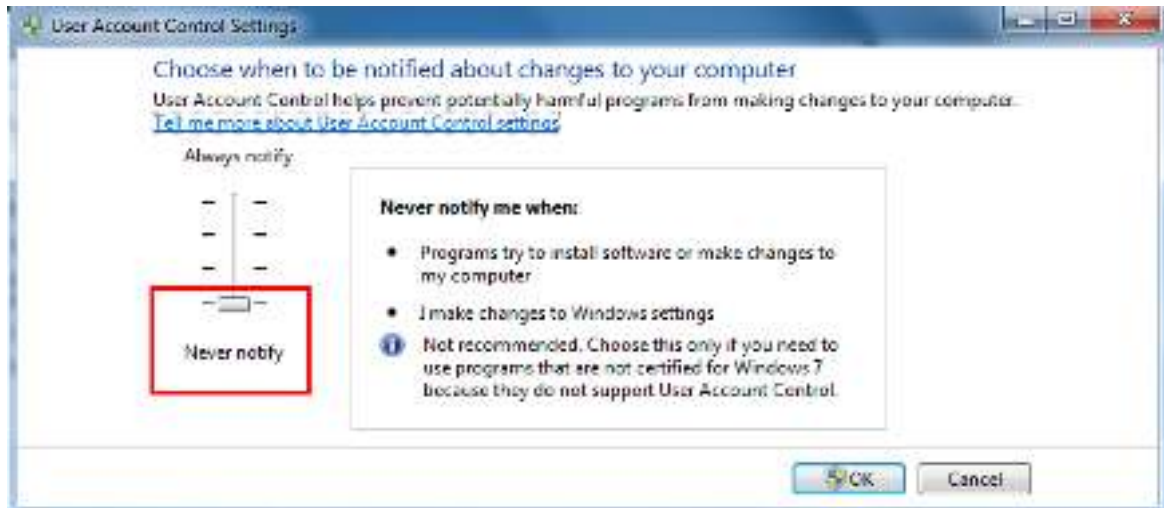 User Account Control Settings
Choose when to be notified about changes to your computer
User Account Control helps prevent potentially harmful programs from making changes to your computer.
Tell me more about User Account Control settings
Always notify
Never notify me when:
• Programs try to install software or make changes to
my computer
• I make changes to Windows settings
Never notify
Not recommended. Choose this only if you need to
use programs that are not certified for Windows 7
because they do not support User Account Control.
OK
Cancel